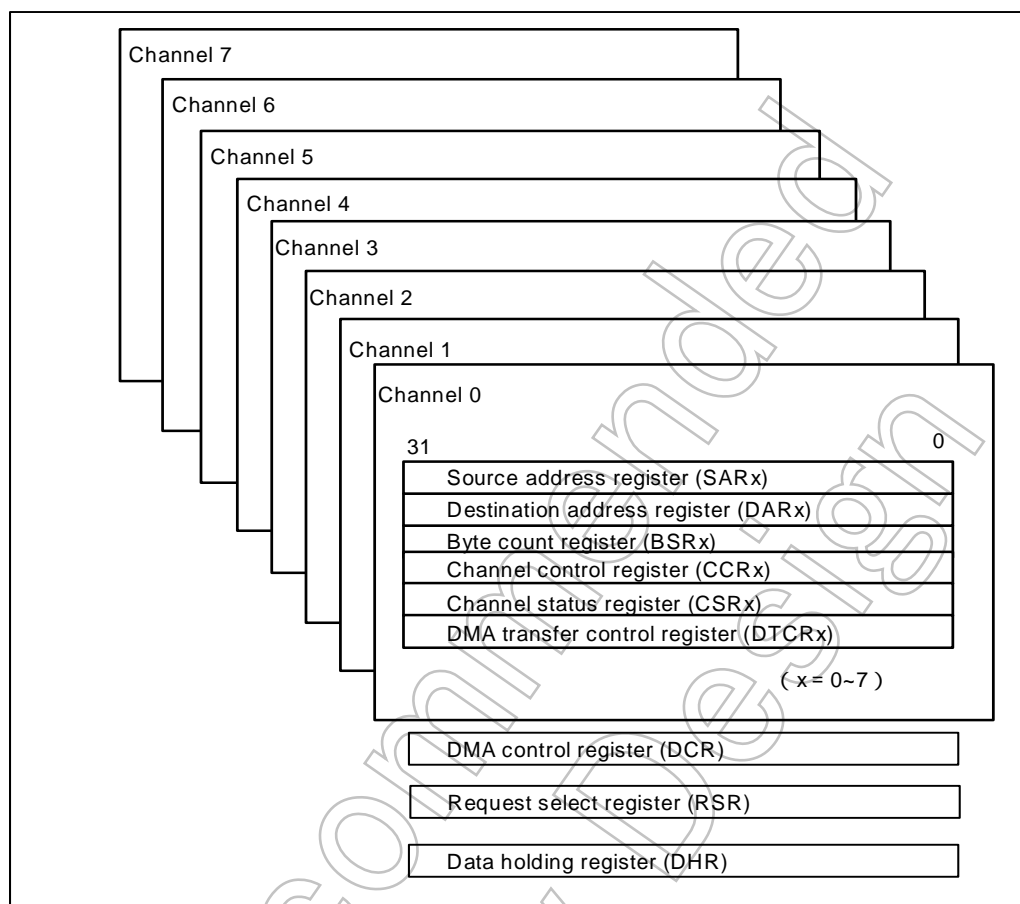 Channel 7
Channel 6
Channel 5
Channel 4
Channel 3
Channel 2
Channel 1
Channel 0
31 0
Source address register (SARx)
Destination address register (DARx)
Byte count register (BSRx)
Channel control register (CCRx)
Channel status register (CSRx)
DMA transfer control register (DTCRx)
( x = 0~7 )
DMA control register (DCR)
Request select register (RSR)
Data holding register (DHR)
ommended
Design